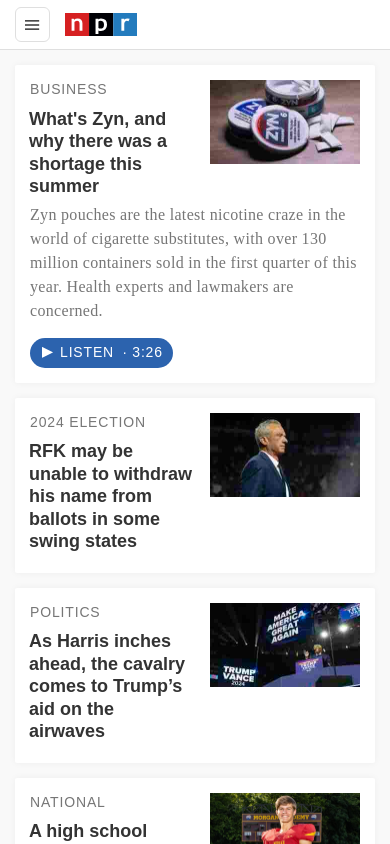 npr
BUSINESS
What's Zyn, and
why there was a
shortage this
summer
ZYN
6
Zyn pouches are the latest nicotine craze in the
world of cigarette substitutes, with over 130
million containers sold in the first quarter of this
year. Health experts and lawmakers are
concerned.
LISTEN · 3:26
2024 ELECTION
RFK may be
unable to withdraw
his name from
ballots in some
swing states
POLITICS
As Harris inches
ahead, the cavalry
comes to Trump’s
aid on the
airwaves
MAKE
AMERICA
GREAT
AGAIN
TRUMP
VANCE
2024
NATIONAL
A high school